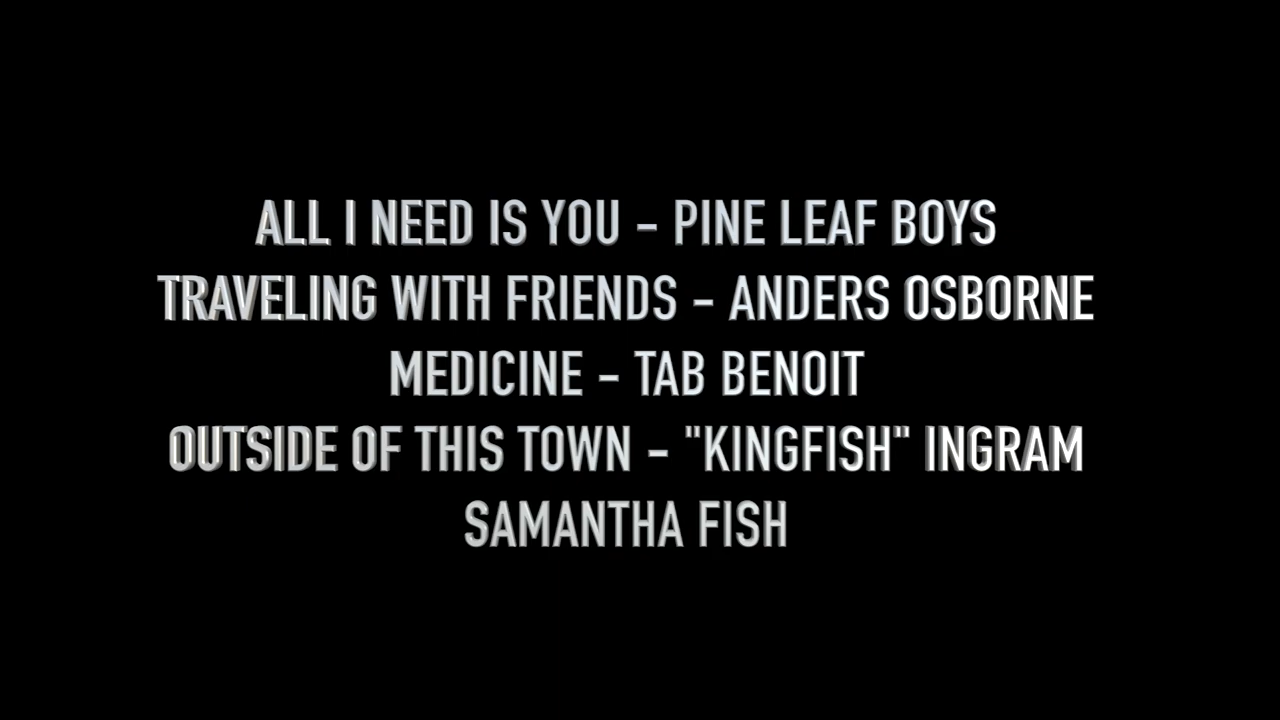 ALL I NEED IS YOU - PINE LEAF BOYS
TRAVELING WITH FRIENDS - ANDERS OSBORNE
MEDICINE - TAB BENOIT
OUTSIDE OF THIS TOWN - "KINGFISH" INGRAM
SAMANTHA FISH